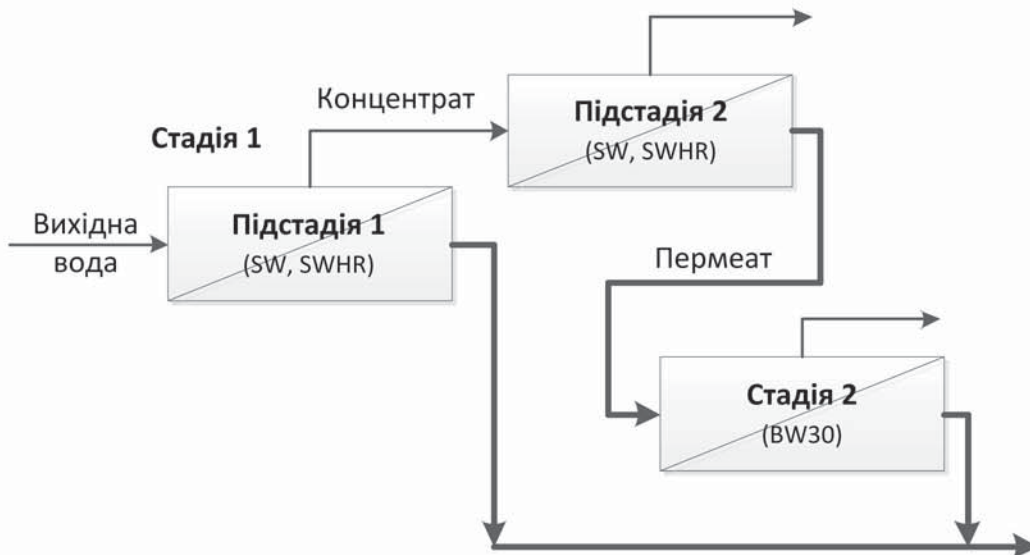 Концентрат
Підстадія 2
(SW, SWHR)
Стадія 1
Вихідна
вода
Підстадія 1
(SW, SWHR)
Пермеат
Стадія 2
(BW30)